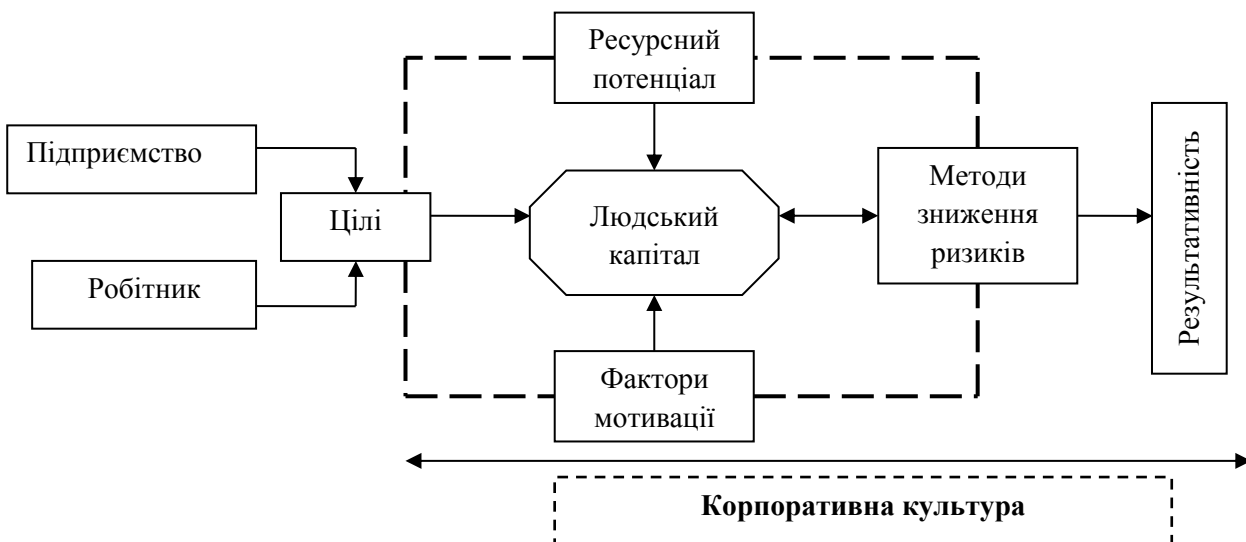 Ресурсний
потенціал
Підприємство
Цілі
Робітник
Людський
капітал
Методи
зниження
ризиків
Результативність
Фактори
мотивації
Корпоративна культура